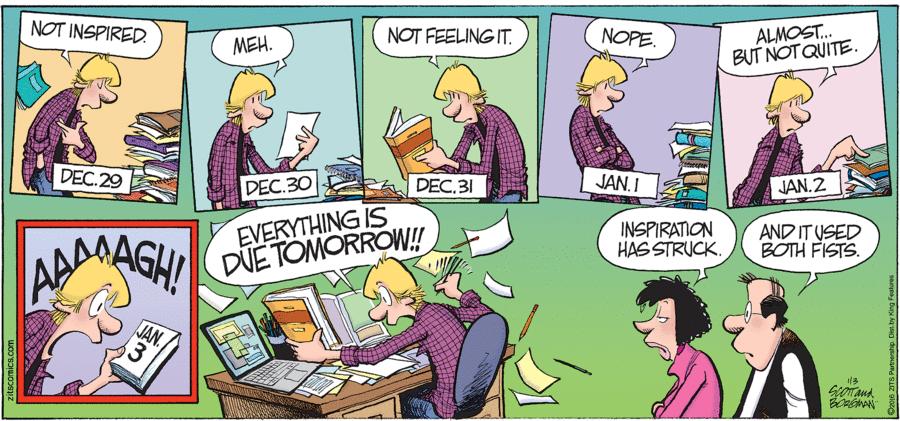 NOT INSPIRED.
DEC. 29
MEH.
DEC. 30
NOT FEELING IT.
DEC. 31
NOPE.
JAN. 1
ALMOST...
BUT NOT QUITE.
JAN. 2
AAAAAGH!
JAN.
3
zitscomics.com
EVERYTHING IS
DUE TOMORROW!!
INSPIRATION
HAS STRUCK.
AND IT USED
BOTH FISTS.
1/3
SCOTT and
BORGMAN
©2016 ZITS Partnership. Dist. by King Features